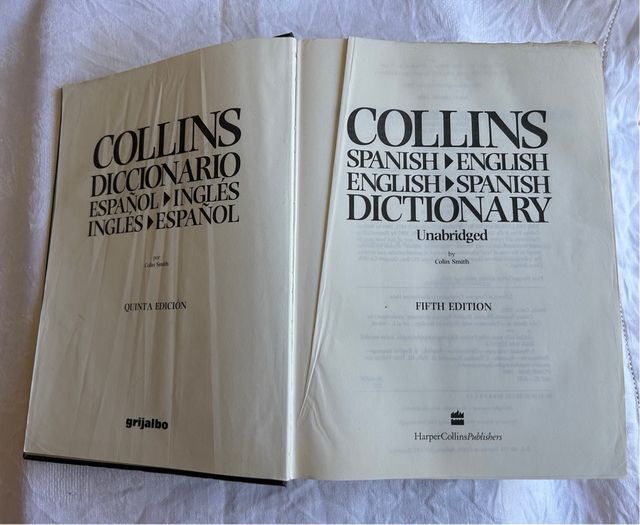 COLLINS
DICCIONARIO
ESPAÑOL▶INGLÉS
INGLÉS▶ESPAÑOL
por
Colin Smith
QUINTA EDICIÓN
grijalbo
COLLINS
SPANISH▶ENGLISH
ENGLISH▶SPANISH
DICTIONARY
Unabridged
by
Colin Smith
FIFTH EDITION
HarperCollinsPublishers